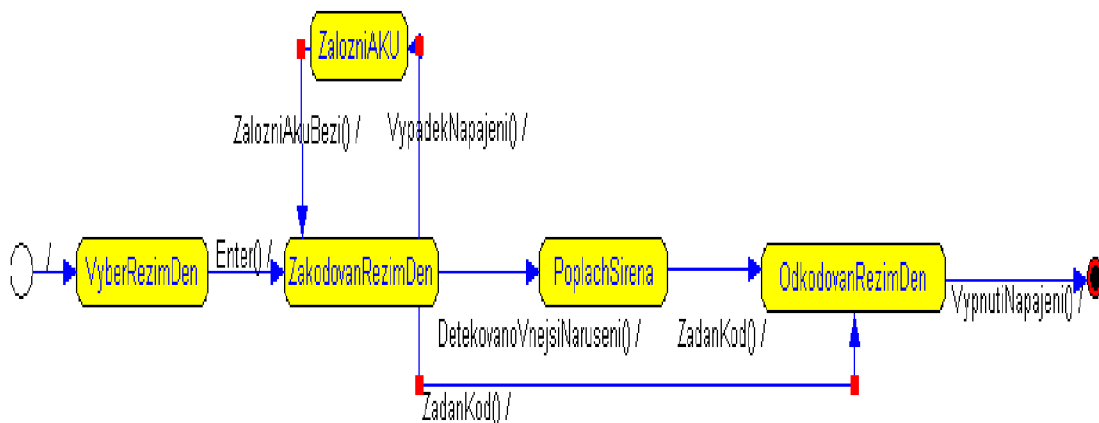 ZalozniAKU
ZalozniAkuBezi() /
VypadekNapajeni() /
/
VyberRezimDen
Enter() /
ZakodovanRezimDen
PoplachSirena
OdkodovanRezimDen
VypnutiNapajeni() /
DetekovanoVnejsiNaruseni() /
ZadanKod() /
ZadanKod() /